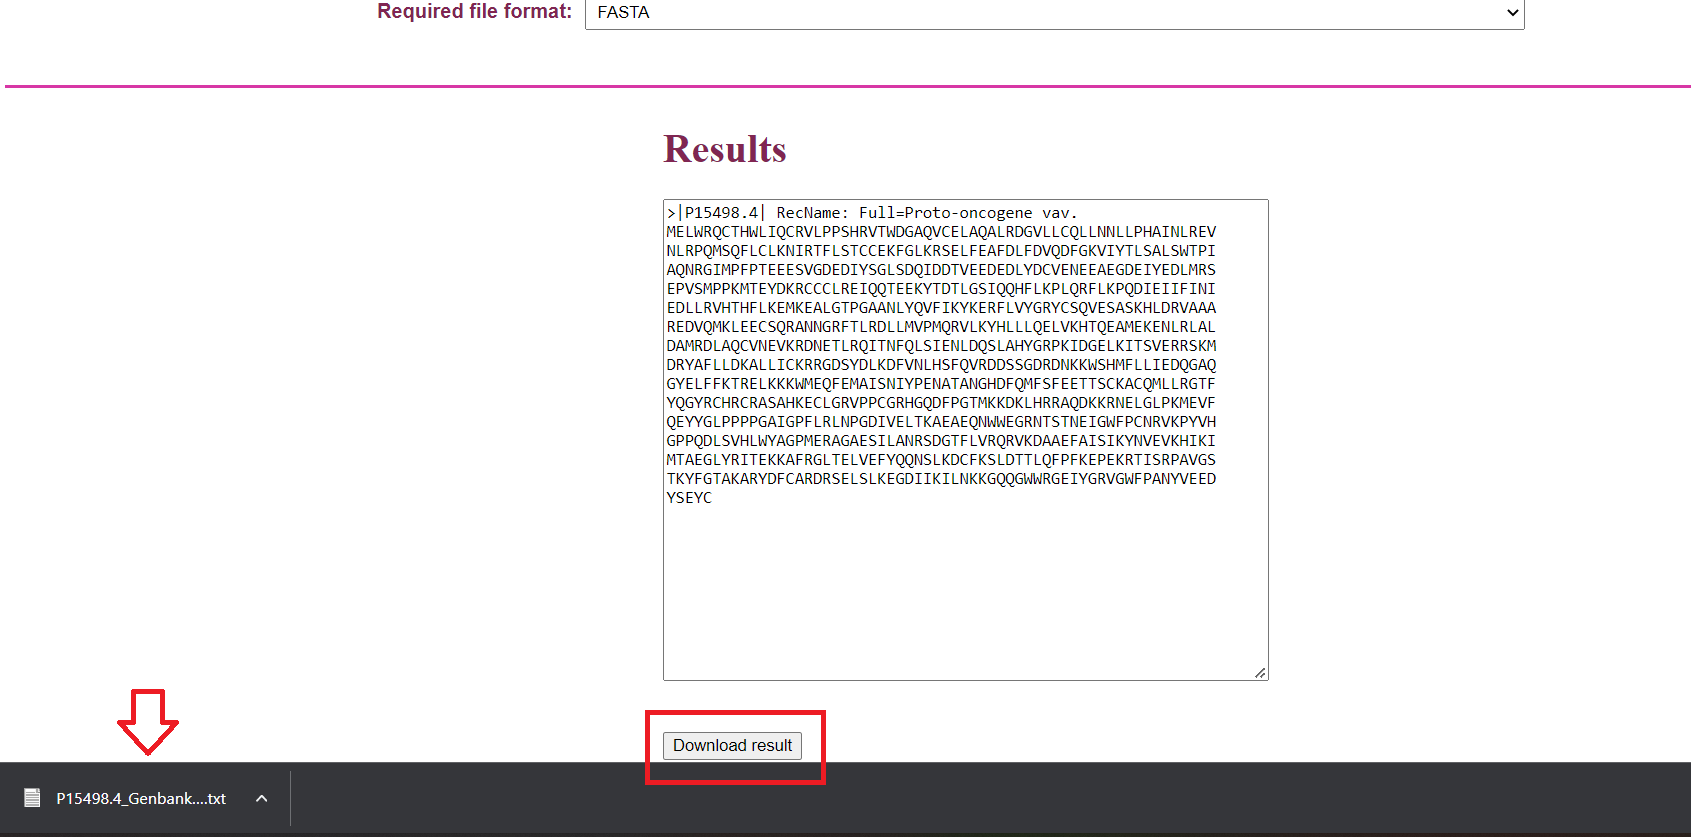 Required file format: FASTA
Results
>|P15498.4| RecName: Full=Proto-oncogene vav.
MELWRQCTHWLIQCRVLPPSHRVTWDGAQVCELAQALRDGVLLCQLLNNLLPHAINLREV
NLRPQMSQFLCLKNIRTFLSTCCEKFGLKRSELFEAFDLFDVQDFGKVIYTLSALSWTPI
AQNRGIMPFPTEEESVGDEDIYSGLSDQIDDTVEEDEDLYDCVENEEAEGDEIYEDLMRS
EPVSMPPKMTEYDKRCCCLREIQQTEEKYTDTLGSIQQHFLKPLQRFLKPQDIEIIFINI
EDLLRVHTHFLKEMKEALGTPGAANLYQVFIKYKERFLVYGRYCSQVESASKHLDRVAAA
REDVQMKLEECSQRANNGRFTLRDLLMVPMQRVLKYHLLLQELVKHTQEAMEKENLRLAL
DAMRDLAQCVNEVKRDNETLRQITNFQLSIENLDQSLAHYGRPKIDGELKITSVERRSKM
DRYAFLLDKALLICKRRGDSYDLKDFVNLHSFQVRDDSSGDRDNKKWSHMFLLIEDQGAQ
GYELFFKTRELKKKWMEQFEMAISNIYPENATANGHDFQMFSFEETTSCKACQMLLRGTF
YQGYRCHRCRASAHKECLGRVPPCGRHGQDFPGTMKKDKLHRRAQDKKRNELGLPKMEVF
QEYYGLPPPPGAIGPFLRLNPGDIVELTKAEAEQNWWEGRNTSTNEIGWFPCNRVKPYVH
GPPQDLSVHLWYAGPMERAGAESILANRSDGTFLVRQRVKDAAEFAISIKYNVEVKHIKI
MTAEGLYRITEKKAFRGLTELVEFYQQNSLKDCFKSLDTTLQFPFKEPEKRTISRPAVGS
TKYFGTAKARYDFCARDRSELSLKEGDIIKILNKKGQQGWWRGEIYGRVGWFPANYVEED
YSEYC
Download result
P15498.4_Genbank....txt